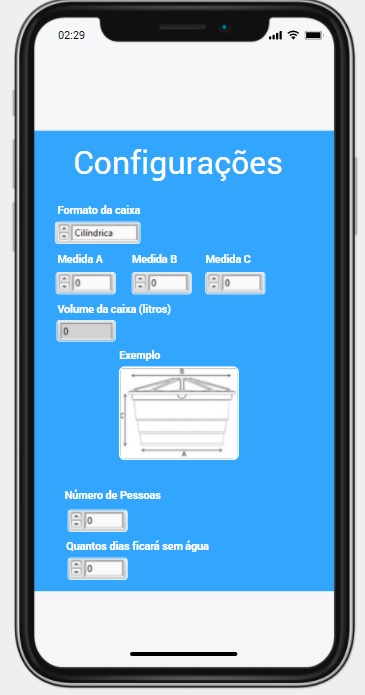 02:29
Configurações
Formato da caixa
Cilíndrica
Medida A Medida B Medida C
0 0 0
Volume da caixa (litros)
0
Exemplo
B
C
A
Número de Pessoas
0
Quantos dias ficará sem água
0